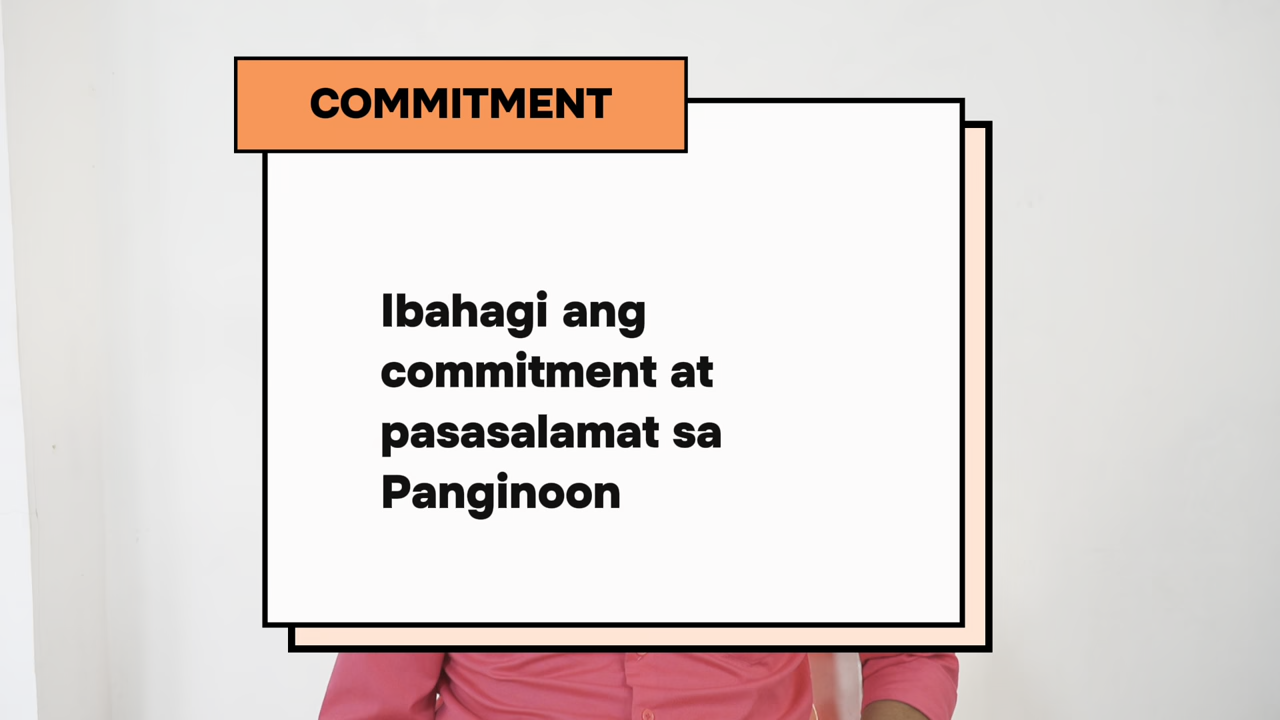 COMMITMENT
Ibahagi ang
commitment at
pasasalamat sa
Panginoon